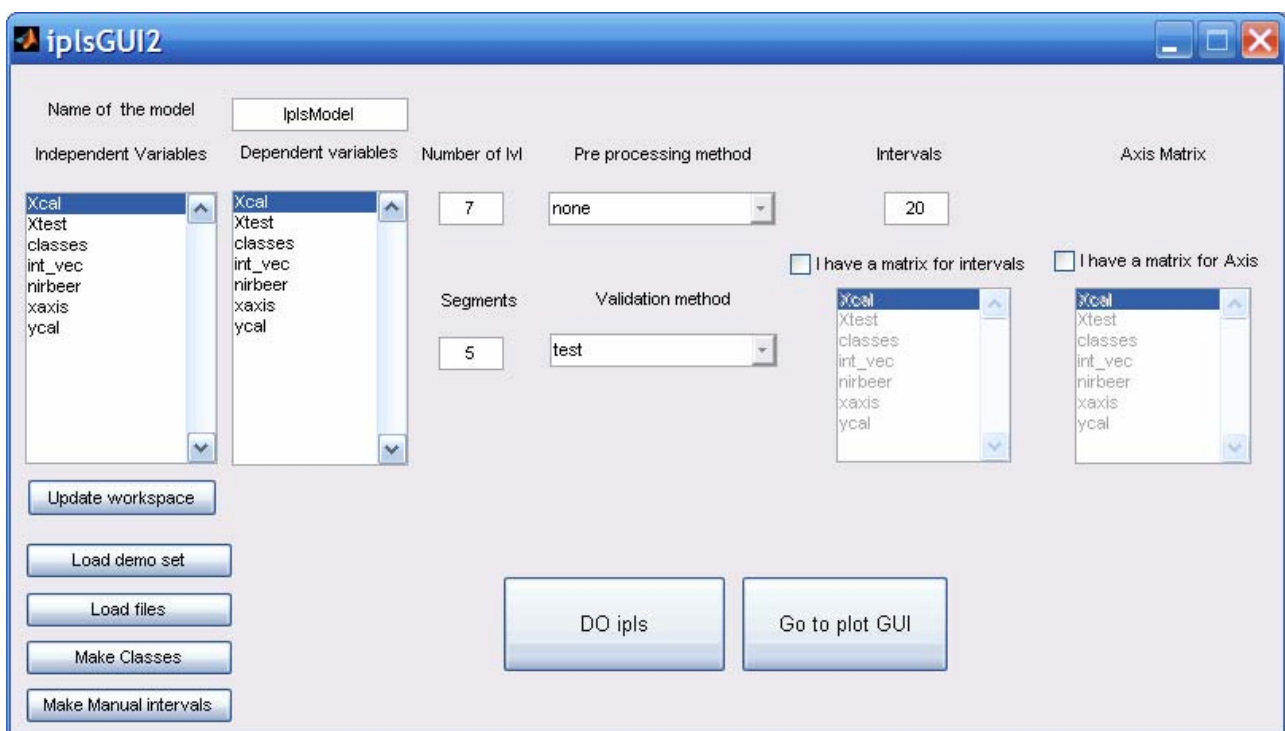 iplsGUI2
Name of the model
IplsModel
Independent Variables
Dependent variables
Number of lvl
Pre processing method
Intervals
Axis Matrix
Xcal
Xtest
classes
int_vec
nirbeer
xaxis
ycal
Xcal
Xtest
classes
int_vec
nirbeer
xaxis
ycal
7
none
20
I have a matrix for intervals
I have a matrix for Axis
Segments
Validation method
5
test
Xcal
Xtest
classes
int_vec
nirbeer
xaxis
ycal
Xcal
Xtest
classes
int_vec
nirbeer
xaxis
ycal
Update workspace
Load demo set
Load files
Make Classes
Make Manual intervals
DO ipls
Go to plot GUI